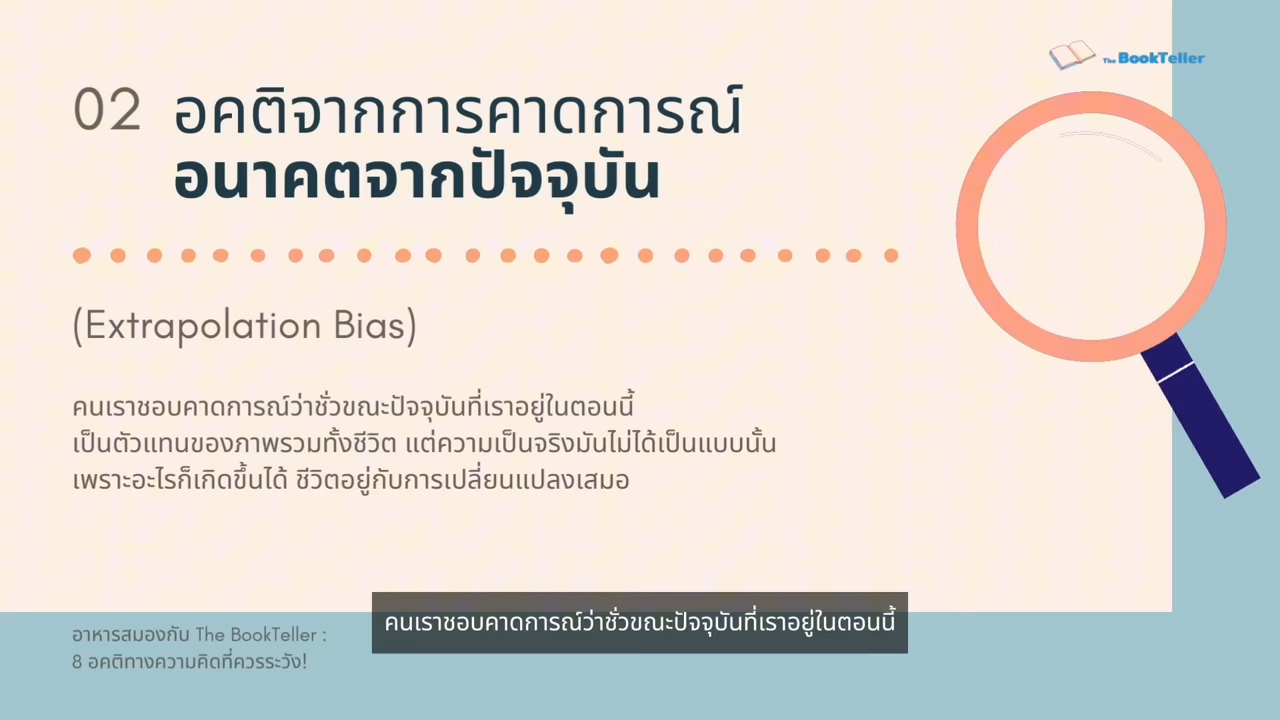 The BookTeller
02 อคติจากการคาดการณ์
อนาคตจากปัจจุบัน
(Extrapolation Bias)
คนเราชอบคาดการณ์ว่าชั่วขณะปัจจุบันที่เราอยู่ในตอนนี้
เป็นตัวแทนของภาพรวมทั้งชีวิต แต่ความเป็นจริงมันไม่ได้เป็นแบบนั้น
เพราะอะไรก็เกิดขึ้นได้ ชีวิตอยู่กับการเปลี่ยนแปลงเสมอ
คนเราชอบคาดการณ์ว่าชั่วขณะปัจจุบันที่เราอยู่ในตอนนี้
อาหารสมองกับ The BookTeller :
8 อคติทางความคิดที่ควรระวัง!